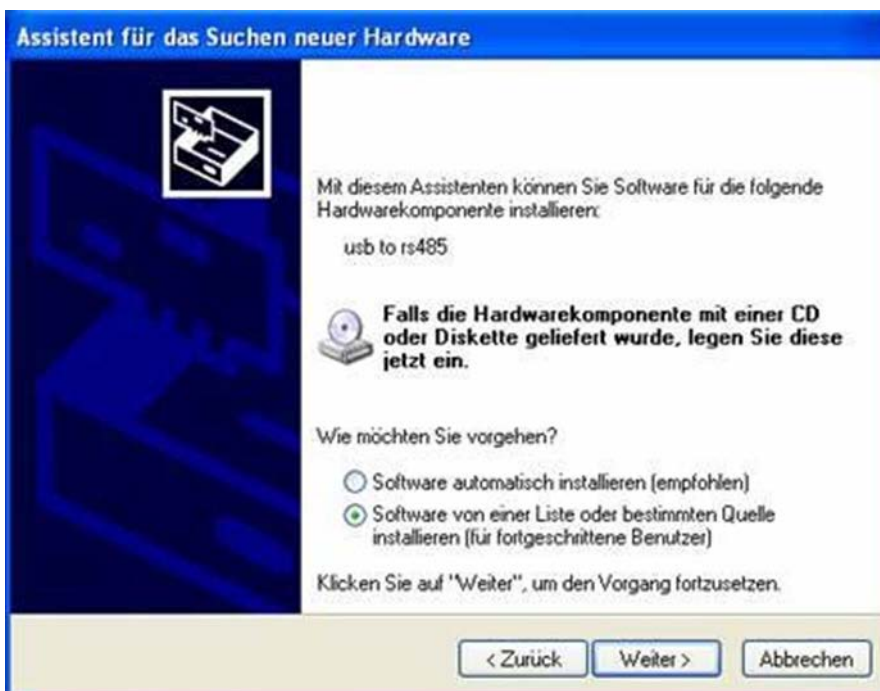 Assistent für das Suchen neuer Hardware
Mit diesem Assistenten können Sie Software für die folgende
Hardwarekomponente installieren:
usb to rs485
Falls die Hardwarekomponente mit einer CD
oder Diskette geliefert wurde, legen Sie diese
jetzt ein.
Wie möchten Sie vorgehen?
Software automatisch installieren (empfohlen)
Software von einer Liste oder bestimmten Quelle
installieren (für fortgeschrittene Benutzer)
Klicken Sie auf "Weiter", um den Vorgang fortzusetzen.
< Zurück Weiter > Abbrechen